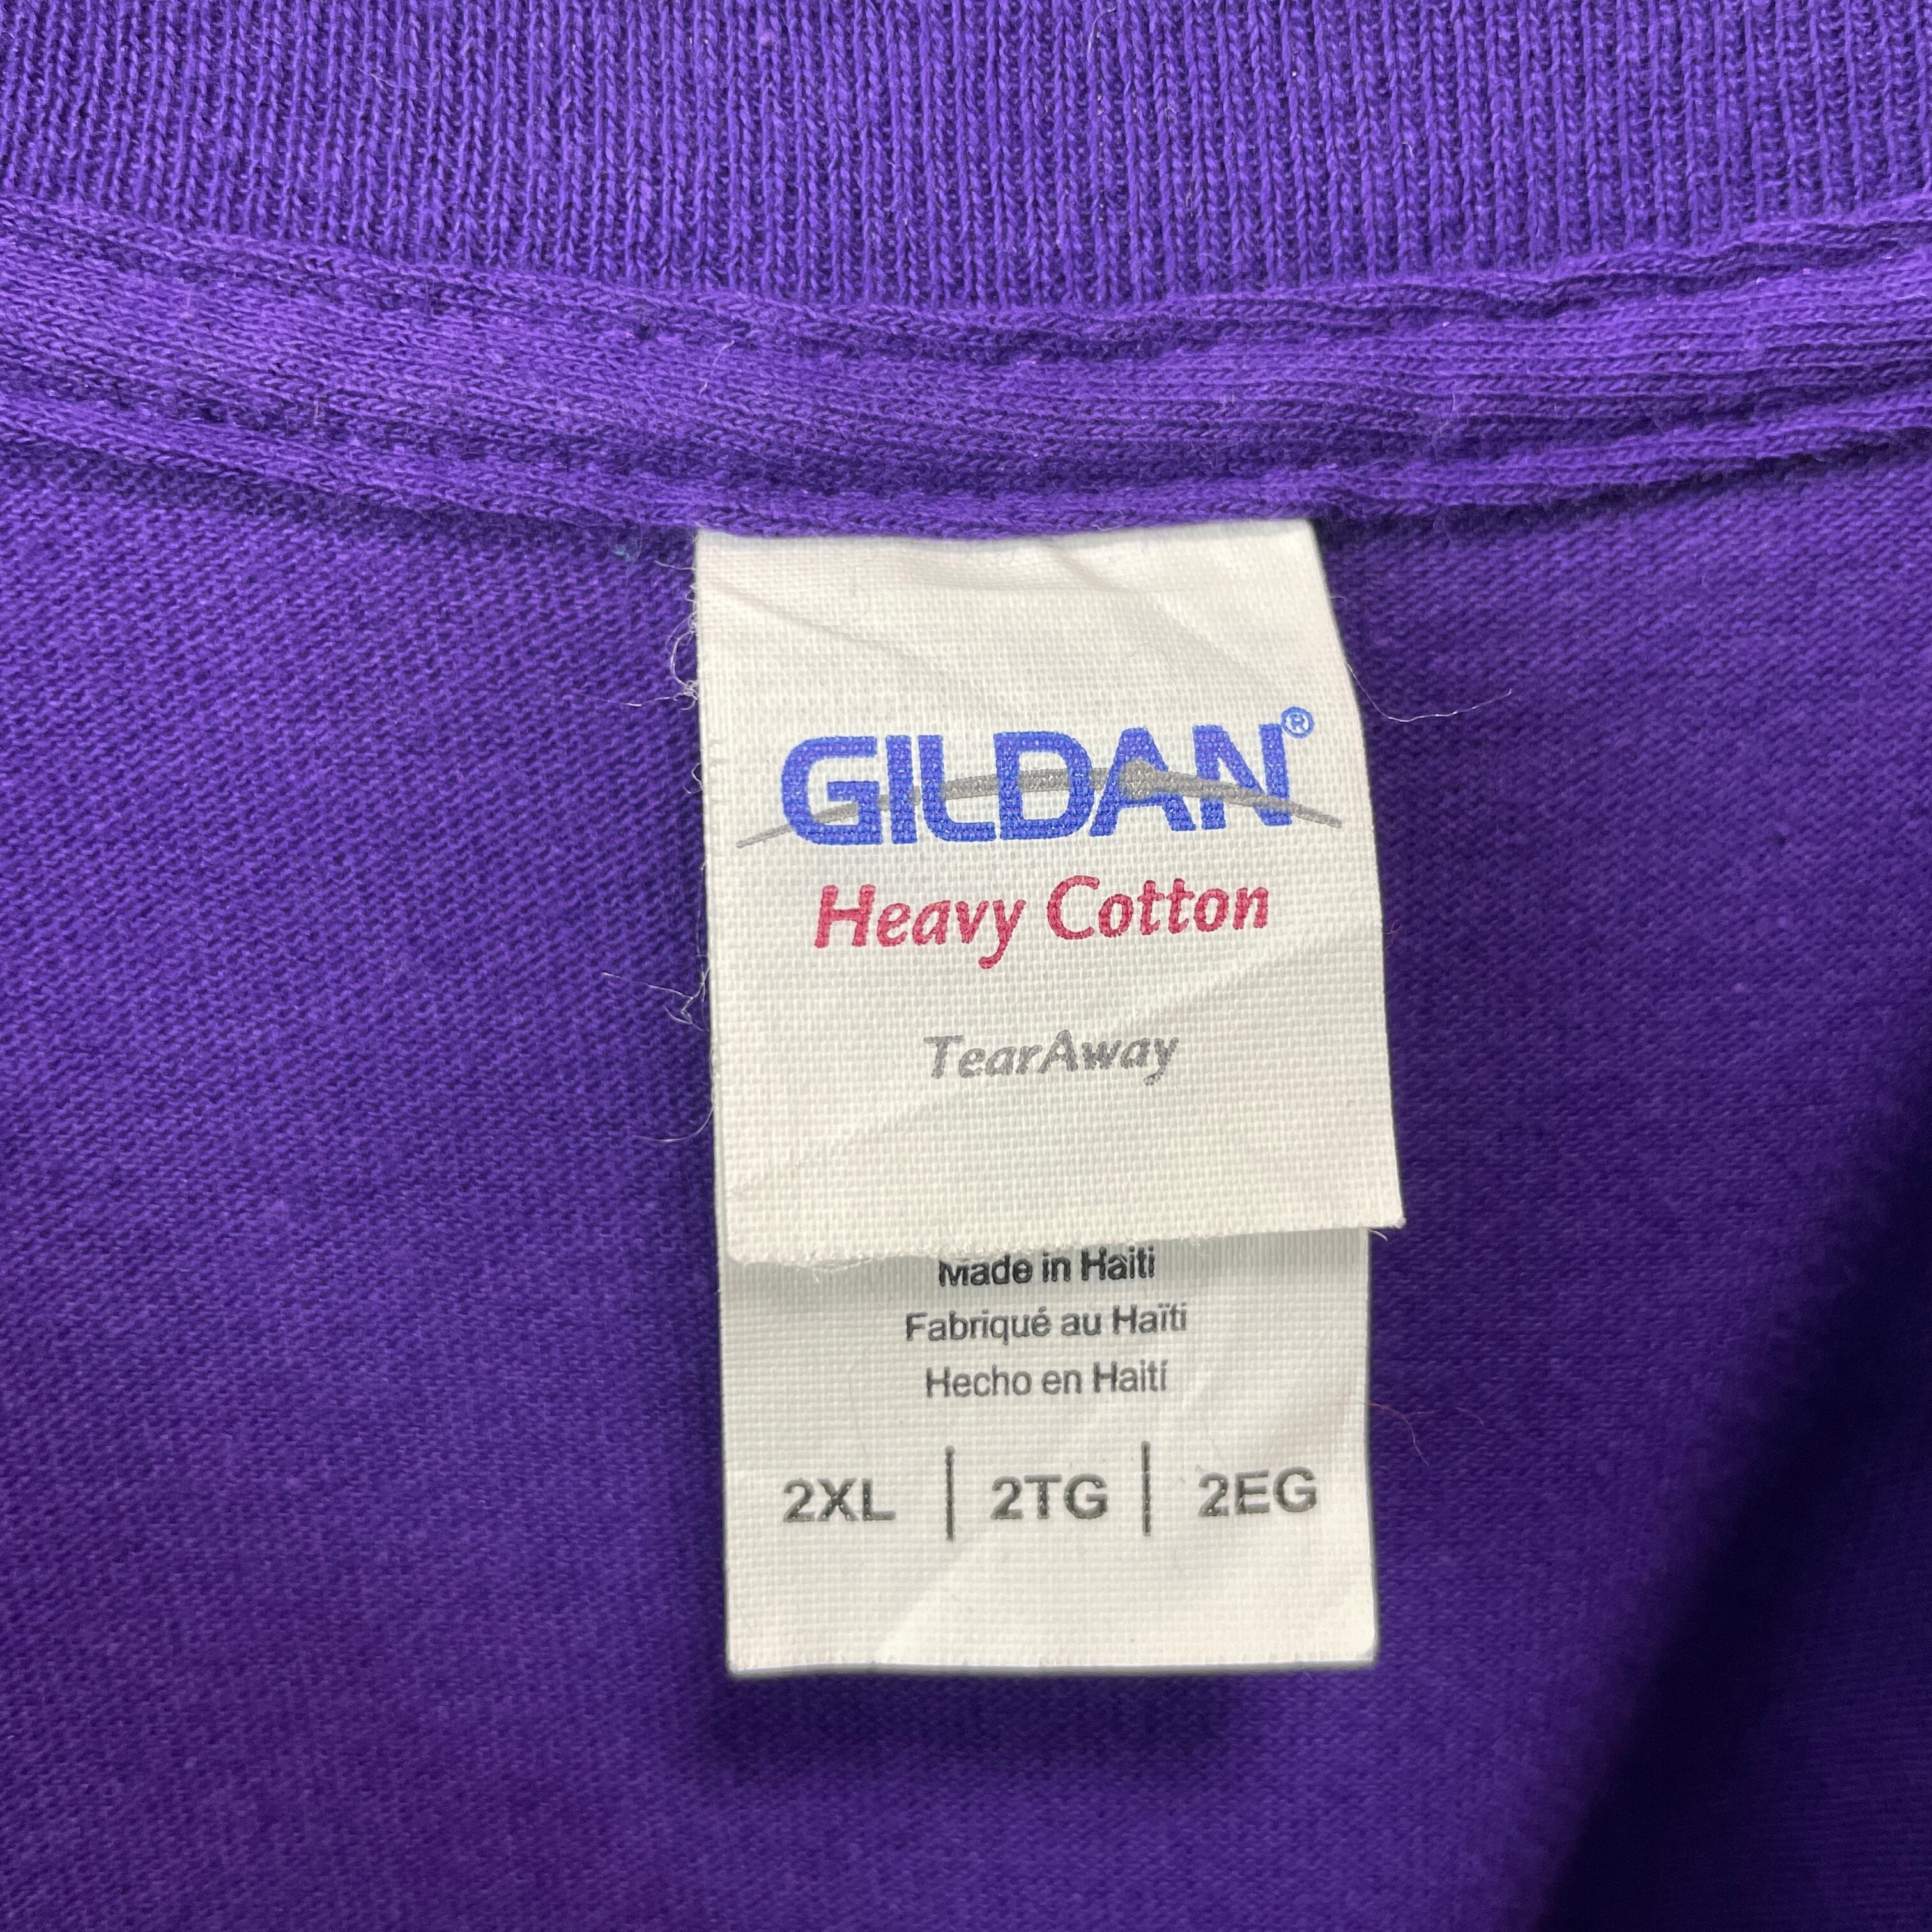 GILDAN®
Heavy Cotton
TearAway
Made in Haiti
Fabriqué au Haïti
Hecho en Haití
2XL | 2TG | 2EG